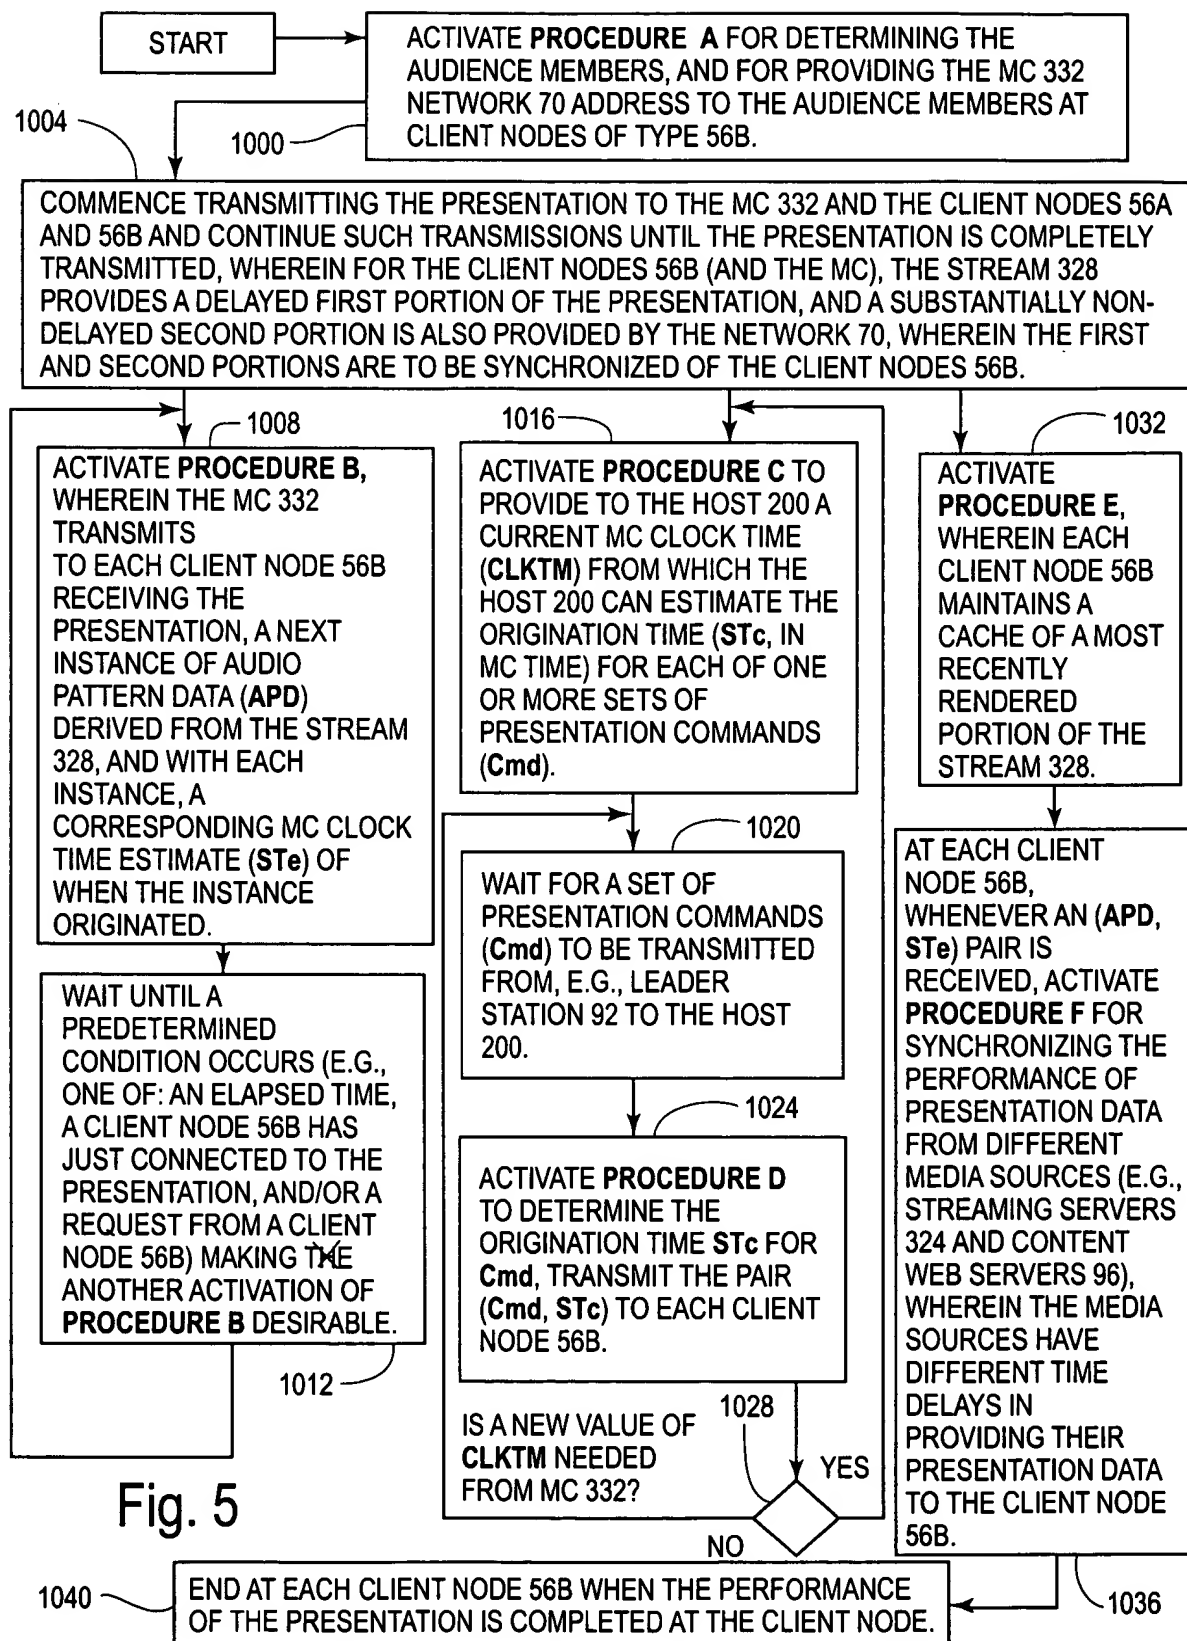 START
ACTIVATE PROCEDURE A FOR DETERMINING THE
AUDIENCE MEMBERS, AND FOR PROVIDING THE MC 332
NETWORK 70 ADDRESS TO THE AUDIENCE MEMBERS AT
CLIENT NODES OF TYPE 56B.
1004
1000
COMMENCE TRANSMITTING THE PRESENTATION TO THE MC 332 AND THE CLIENT NODES 56A
AND 56B AND CONTINUE SUCH TRANSMISSIONS UNTIL THE PRESENTATION IS COMPLETELY
TRANSMITTED, WHEREIN FOR THE CLIENT NODES 56B (AND THE MC), THE STREAM 328
PROVIDES A DELAYED FIRST PORTION OF THE PRESENTATION, AND A SUBSTANTIALLY NON-
DELAYED SECOND PORTION IS ALSO PROVIDED BY THE NETWORK 70, WHEREIN THE FIRST
AND SECOND PORTIONS ARE TO BE SYNCHRONIZED OF THE CLIENT NODES 56B.
1008
ACTIVATE PROCEDURE B,
WHEREIN THE MC 332
TRANSMITS
TO EACH CLIENT NODE 56B
RECEIVING THE
PRESENTATION, A NEXT
INSTANCE OF AUDIO
PATTERN DATA (APD)
DERIVED FROM THE STREAM
328, AND WITH EACH
INSTANCE, A
CORRESPONDING MC CLOCK
TIME ESTIMATE (STe) OF
WHEN THE INSTANCE
ORIGINATED.
WAIT UNTIL A
PREDETERMINED
CONDITION OCCURS (E.G.,
ONE OF: AN ELAPSED TIME,
A CLIENT NODE 56B HAS
JUST CONNECTED TO THE
PRESENTATION, AND/OR A
REQUEST FROM A CLIENT
NODE 56B) MAKING THE
ANOTHER ACTIVATION OF
PROCEDURE B DESIRABLE.
1012
1016
ACTIVATE PROCEDURE C TO
PROVIDE TO THE HOST 200 A
CURRENT MC CLOCK TIME
(CLKTM) FROM WHICH THE
HOST 200 CAN ESTIMATE THE
ORIGINATION TIME (STc, IN
MC TIME) FOR EACH OF ONE
OR MORE SETS OF
PRESENTATION COMMANDS
(Cmd).
1020
WAIT FOR A SET OF
PRESENTATION COMMANDS
(Cmd) TO BE TRANSMITTED
FROM, E.G., LEADER
STATION 92 TO THE HOST
200.
1024
ACTIVATE PROCEDURE D
TO DETERMINE THE
ORIGINATION TIME STc FOR
Cmd, TRANSMIT THE PAIR
(Cmd, STc) TO EACH CLIENT
NODE 56B.
1028
IS A NEW VALUE OF
CLKTM NEEDED
FROM MC 332?
YES
NO
1032
ACTIVATE
PROCEDURE E,
WHEREIN EACH
CLIENT NODE 56B
MAINTAINS A
CACHE OF A MOST
RECENTLY
RENDERED
PORTION OF THE
STREAM 328.
AT EACH CLIENT
NODE 56B,
WHENEVER AN (APD,
STe) PAIR IS
RECEIVED, ACTIVATE
PROCEDURE F FOR
SYNCHRONIZING THE
PERFORMANCE OF
PRESENTATION DATA
FROM DIFFERENT
MEDIA SOURCES (E.G.,
STREAMING SERVERS
324 AND CONTENT
WEB SERVERS 96),
WHEREIN THE MEDIA
SOURCES HAVE
DIFFERENT TIME
DELAYS IN
PROVIDING THEIR
PRESENTATION DATA
TO THE CLIENT NODE
56B.
1036
Fig. 5
1040
END AT EACH CLIENT NODE 56B WHEN THE PERFORMANCE
OF THE PRESENTATION IS COMPLETED AT THE CLIENT NODE.